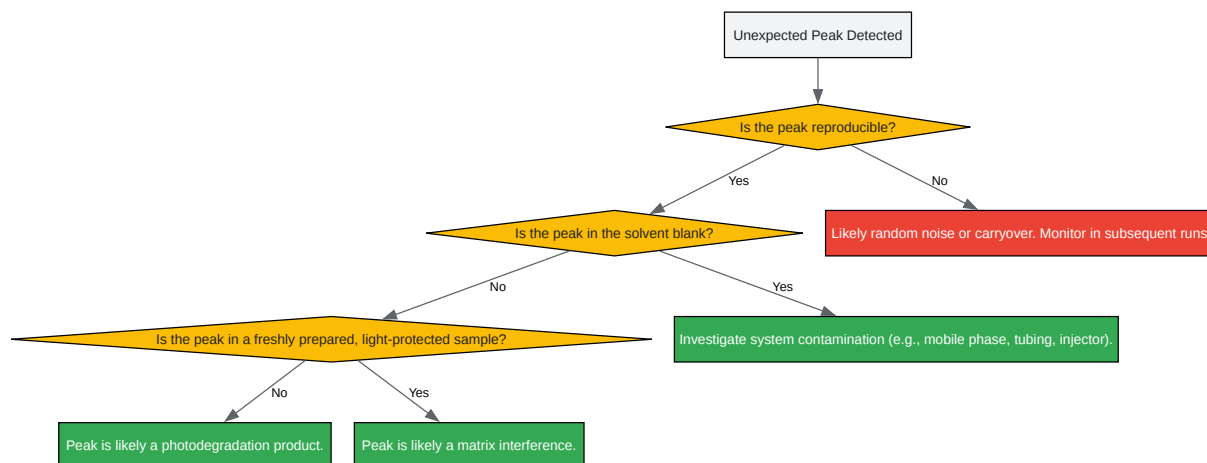 Unexpected Peak Detected
Is the peak reproducible?
Yes
No
Is the peak in the solvent blank?
Likely random noise or carryover. Monitor in subsequent runs
No
Yes
Is the peak in a freshly prepared, light-protected sample?
Investigate system contamination (e.g., mobile phase, tubing, injector).
No
Yes
Peak is likely a photodegradation product.
Peak is likely a matrix interference.